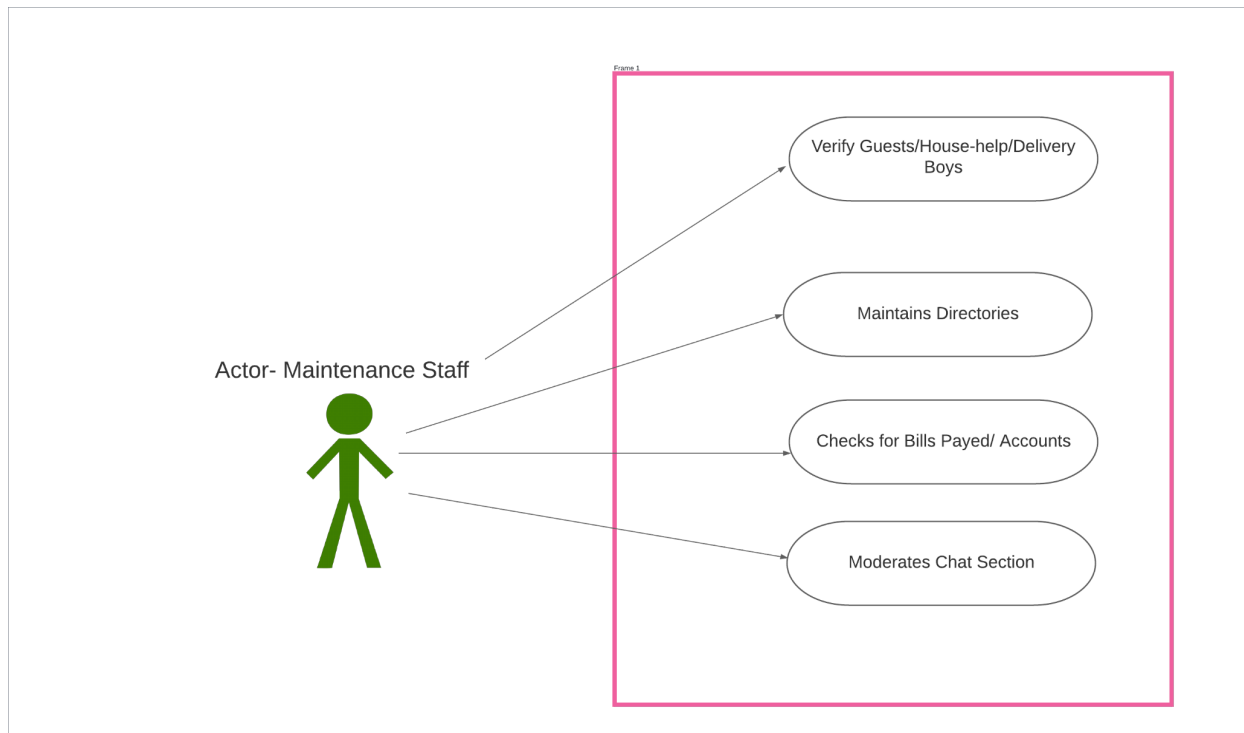 Frame 1
Verify Guests/House-help/Delivery
Boys
Maintains Directories
Actor- Maintenance Staff
Checks for Bills Payed/ Accounts
Moderates Chat Section